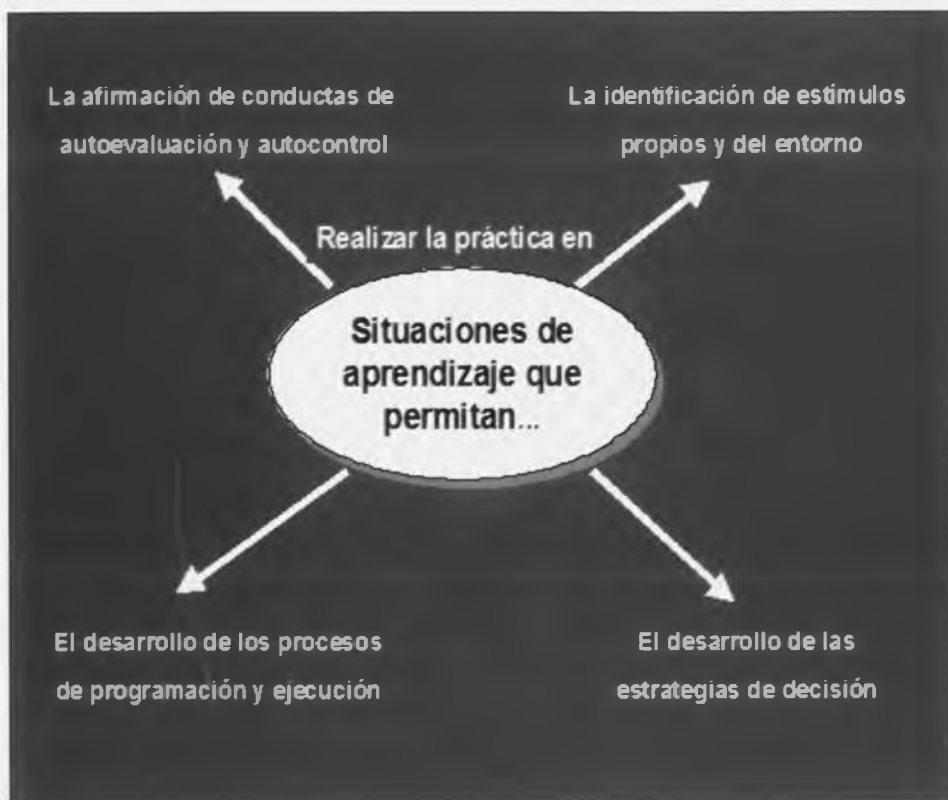 La afirmación de conductas de
autoevaluación y autocontrol
La identificación de estímulos
propios y del entorno
Realizar la práctica en
Situaciones de
aprendizaje que
permitan...
El desarrollo de los procesos
de programación y ejecución
El desarrollo de las
estrategias de decisión